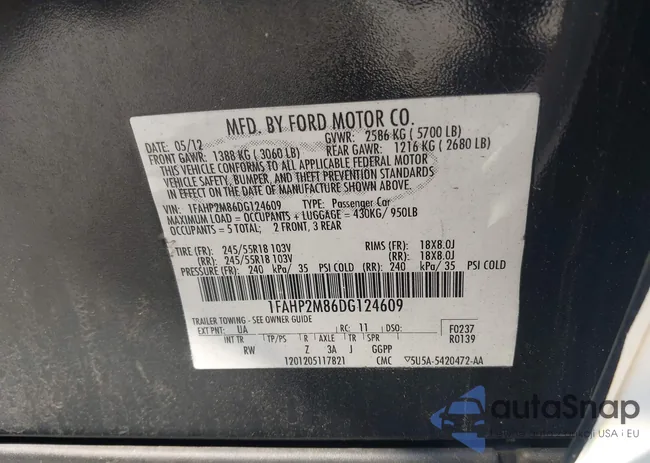 MFD. BY FORD MOTOR CO.
DATE: 05/12 GVWR: 2586 KG ( 5700 LB)
FRONT GAWR: 1388 KG ( 3060 LB) REAR GAWR: 1216 KG ( 2680 LB)
THIS VEHICLE CONFORMS TO ALL APPLICABLE FEDERAL MOTOR
VEHICLE SAFETY, BUMPER, AND THEFT PREVENTION STANDARDS
IN EFFECT ON THE DATE OF MANUFACTURE SHOWN ABOVE.
VIN: 1FAHP2M86DG124609 TYPE: Passenger Car
MAXIMUM LOAD = OCCUPANTS + LUGGAGE = 430KG/ 950LB
OCCUPANTS = 5 TOTAL; 2 FRONT, 3 REAR
TIRE (FR): 245/55R18 103V RIMS (FR): 18X8.0J
(RR): 245/55R18 103V (RR): 18X8.0J
PRESSURE (FR): 240 kPa/ 35 PSI COLD (RR): 240 kPa/ 35 PSI COLD
1FAHP2M86DG124609
TRAILER TOWING - SEE OWNER GUIDE
EXT PNT: UA RC: 11 DSO: F0237
INT TR TP/PS R AXLE TR SPR R0139
RW Z 3A J GGPP
1201205117821 CMC 5U5A-5420472-AA
autoSnap
USA i EU